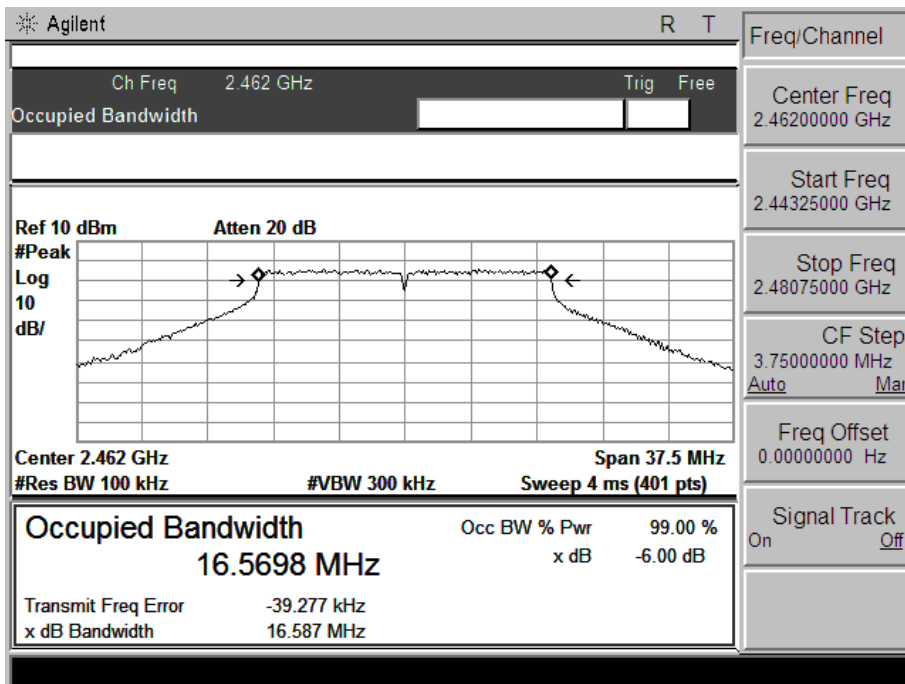 Agilent R T
Ch Freq 2.462 GHz Trig Free
Occupied Bandwidth
Ref 10 dBm Atten 20 dB
#Peak
Log
10
dB/
Center 2.462 GHz Span 37.5 MHz
#Res BW 100 kHz #VBW 300 kHz Sweep 4 ms (401 pts)
Occupied Bandwidth Occ BW % Pwr 99.00 %
16.5698 MHz x dB -6.00 dB
Transmit Freq Error -39.277 kHz
x dB Bandwidth 16.587 MHz
Freq/Channel
Center Freq
2.46200000 GHz
Start Freq
2.44325000 GHz
Stop Freq
2.48075000 GHz
CF Step
3.75000000 MHz
Auto Mar
Freq Offset
0.00000000 Hz
Signal Track
On Off